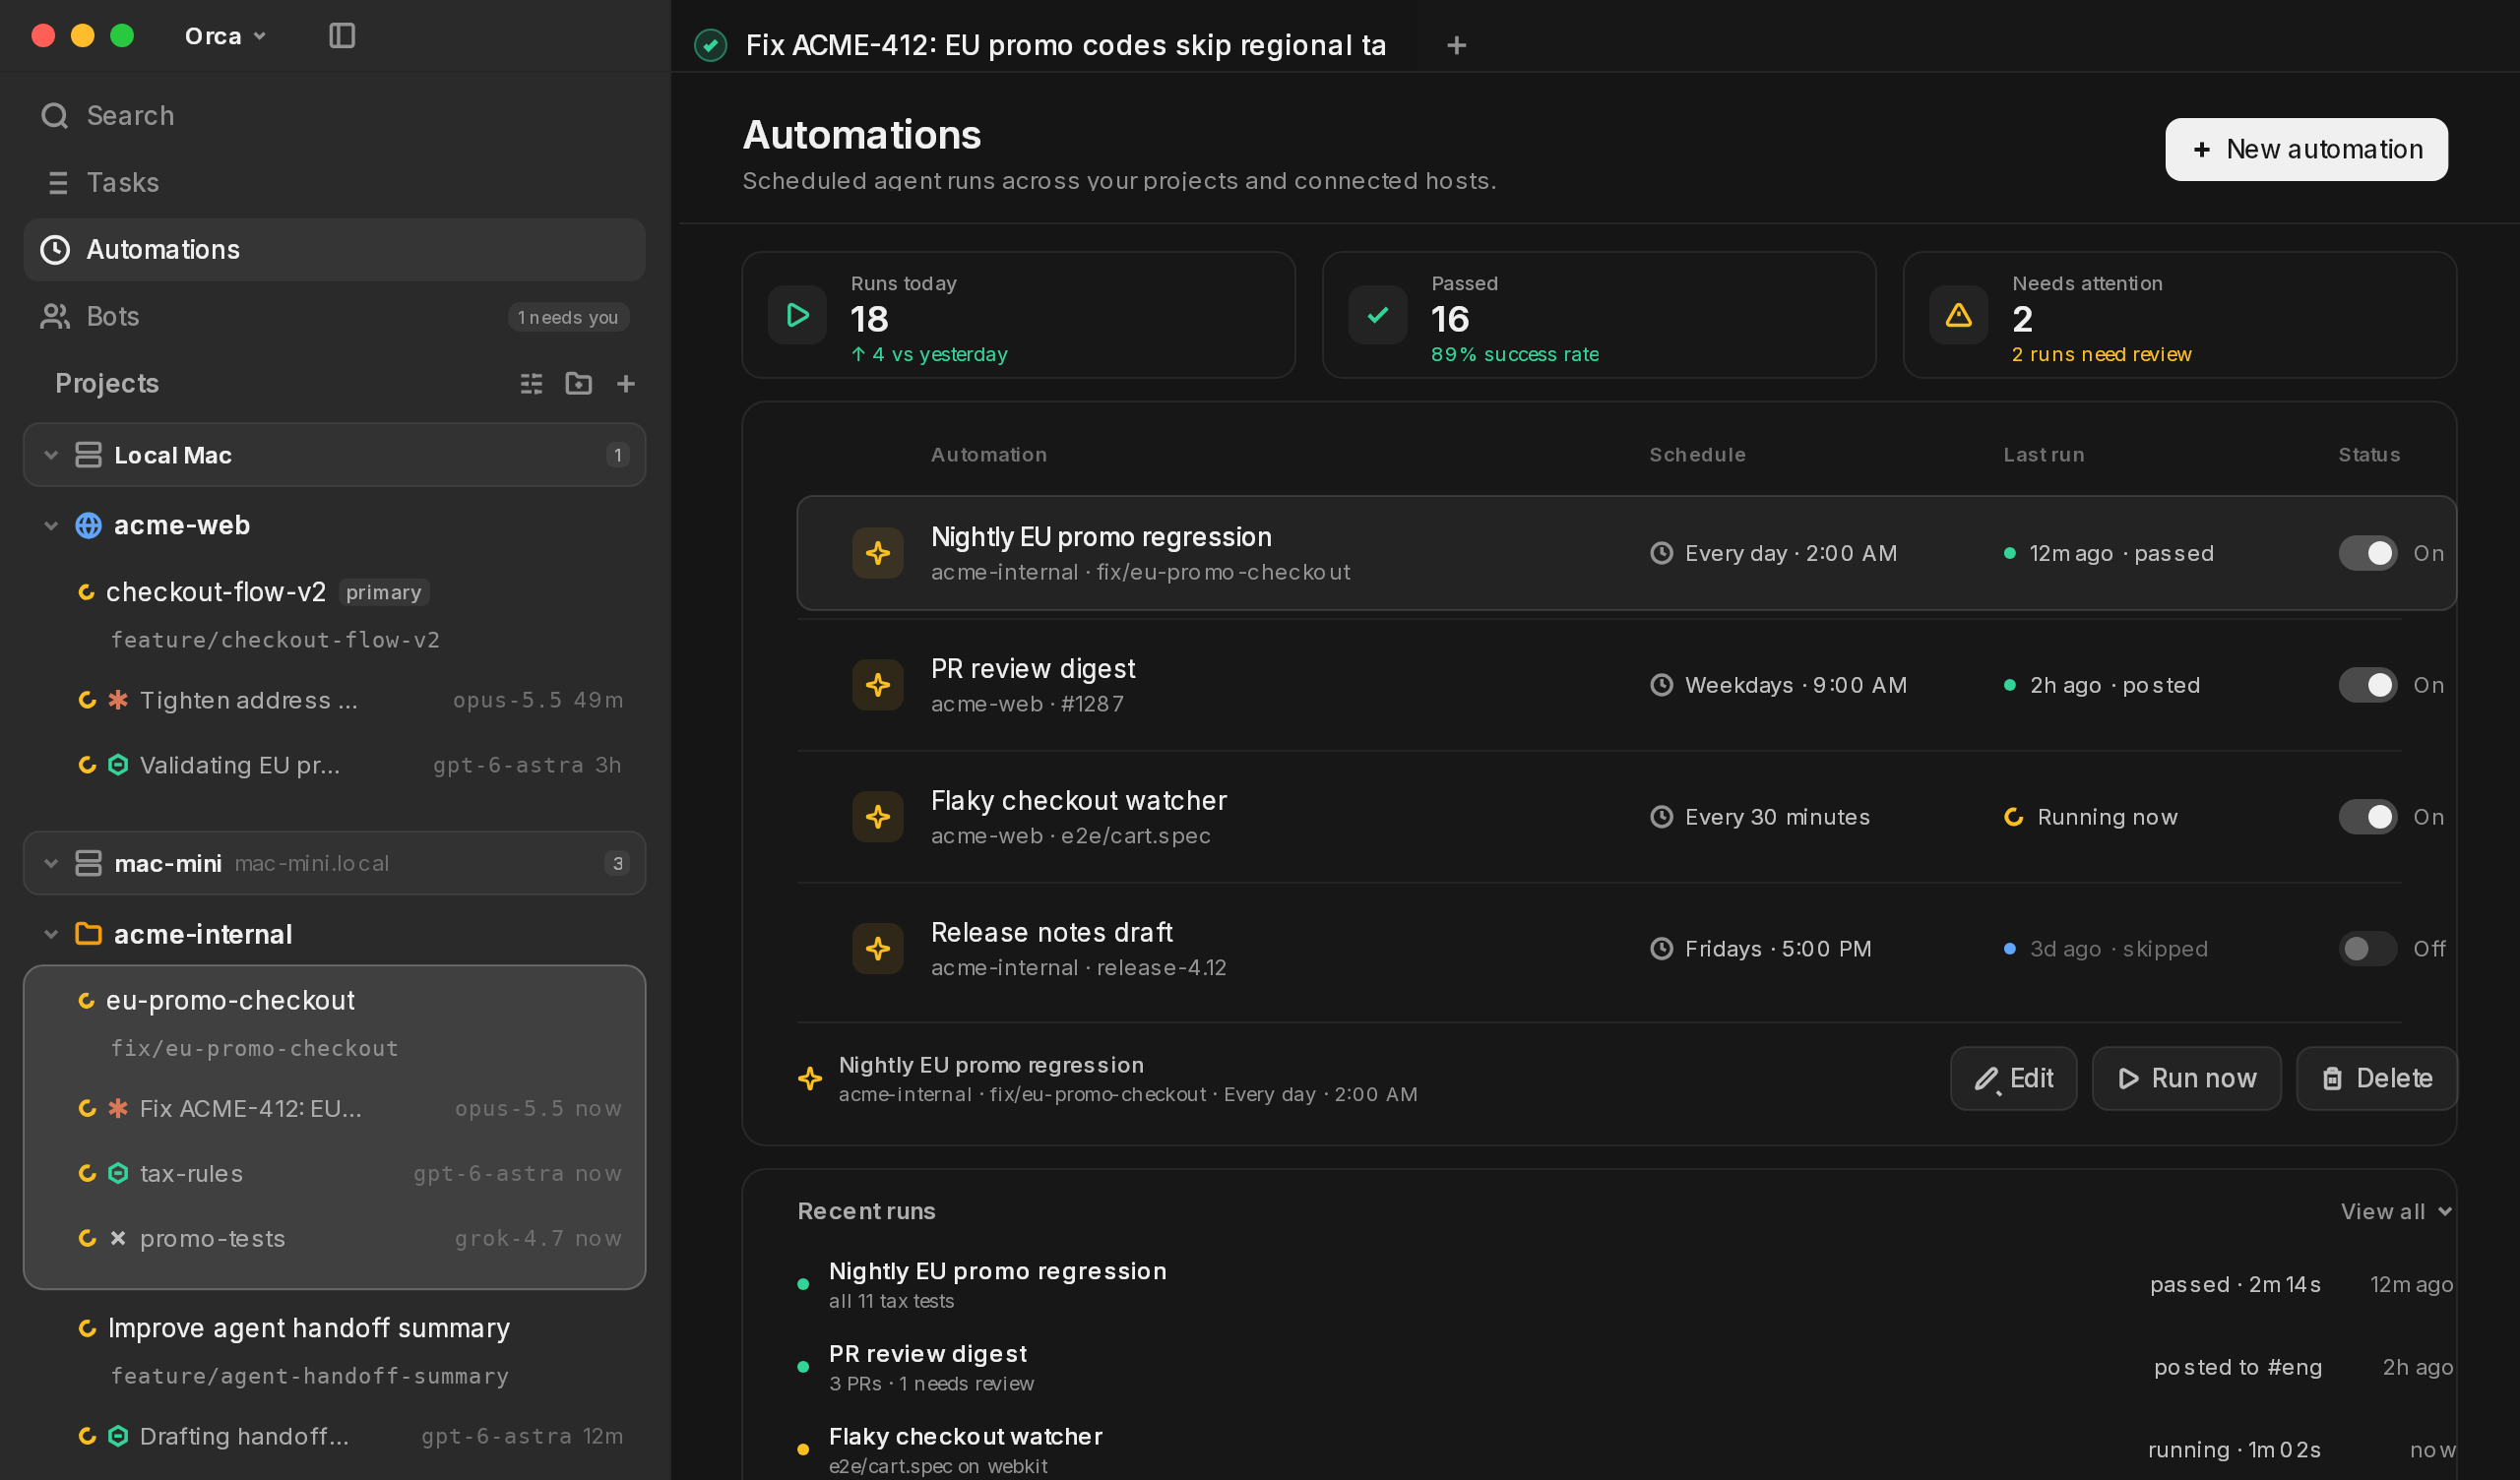 Orca
Search
Tasks
Automations
Bots
1 needs you
Projects
Local Mac
1
acme-web
checkout-flow-v2 primary
feature/checkout-flow-v2
Tighten address ... opus-5.5 49m
Validating EU pr... gpt-6-astra 3h
mac-mini mac-mini.local 3
acme-internal
eu-promo-checkout
fix/eu-promo-checkout
Fix ACME-412: EU... opus-5.5 now
tax-rules gpt-6-astra now
promo-tests grok-4.7 now
Improve agent handoff summary
feature/agent-handoff-summary
Drafting handoff... gpt-6-astra 12m
Fix ACME-412: EU promo codes skip regional ta
Automations
Scheduled agent runs across your projects and connected hosts.
New automation
Runs today
18
↑ 4 vs yesterday
Passed
16
89% success rate
Needs attention
2
2 runs need review
Automation Schedule Last run Status
Nightly EU promo regression
acme-internal · fix/eu-promo-checkout
Every day · 2:00 AM
12m ago · passed
On
PR review digest
acme-web · #1287
Weekdays · 9:00 AM
2h ago · posted
On
Flaky checkout watcher
acme-web · e2e/cart.spec
Every 30 minutes
Running now
On
Release notes draft
acme-internal · release-4.12
Fridays · 5:00 PM
3d ago · skipped
Off
Nightly EU promo regression
acme-internal · fix/eu-promo-checkout · Every day · 2:00 AM
Edit
Run now
Delete
Recent runs
View all
Nightly EU promo regression
all 11 tax tests
passed · 2m 14s
12m ago
PR review digest
3 PRs · 1 needs review
posted to #eng
2h ago
Flaky checkout watcher
e2e/cart.spec on webkit
running · 1m 02s
now